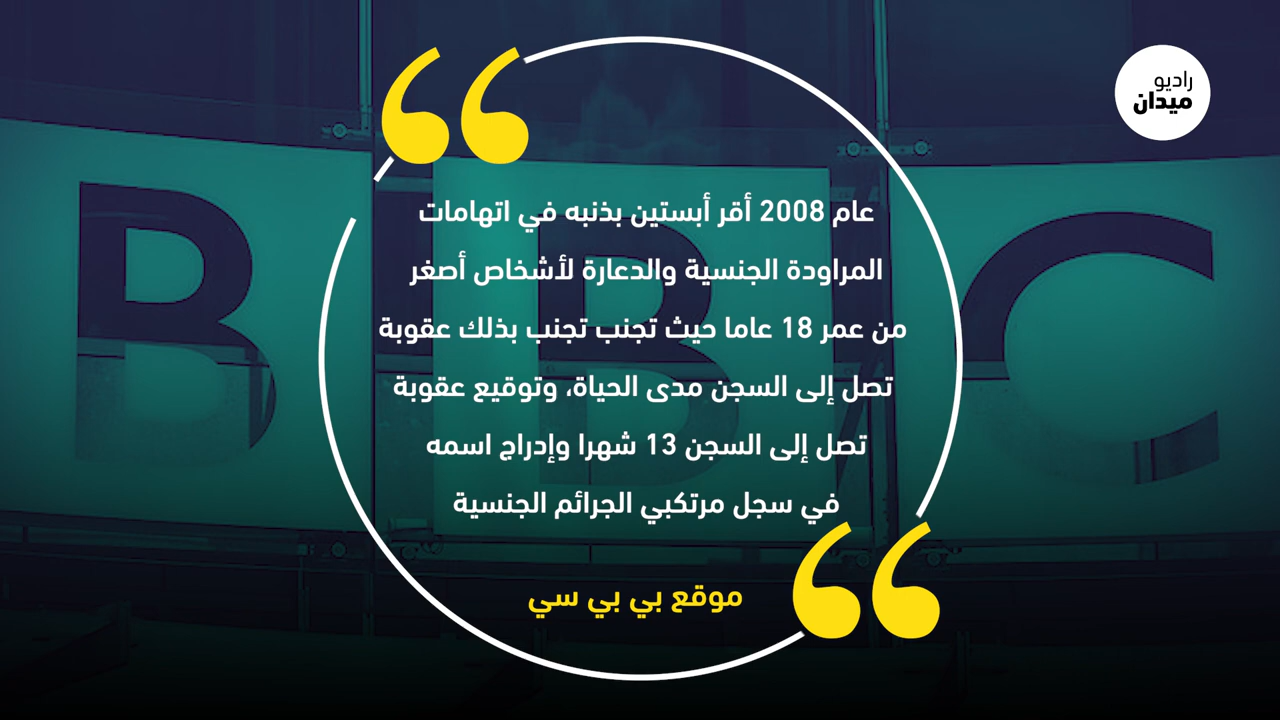 راديو
ميدان
عام 2008 أقر أبستين بذنبه في اتهامات
المراودة الجنسية والدعارة لأشخاص أصغر
من عمر 18 عاما حيث تجنب تجنب بذلك عقوبة
تصل إلى السجن مدى الحياة، وتوقيع عقوبة
تصل إلى السجن 13 شهرا وإدراج اسمه
في سجل مرتكبي الجرائم الجنسية
موقع بي بي سي
BBC